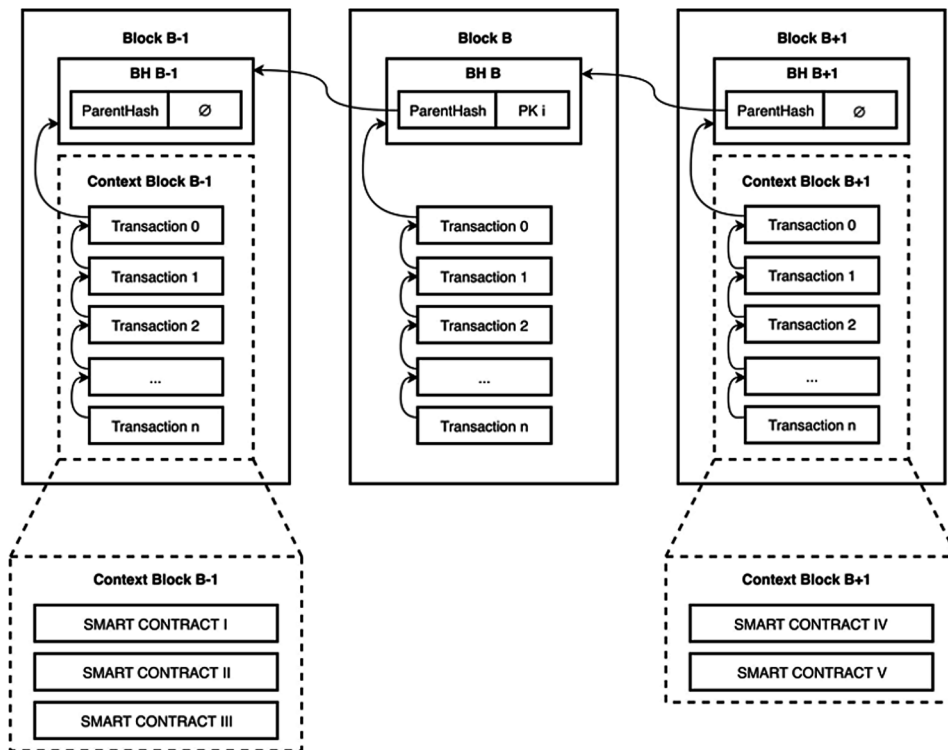 Block B-1
BH B-1
ParentHash
∅
Context Block B-1
Transaction 0
Transaction 1
Transaction 2
...
Transaction n
Context Block B-1
SMART CONTRACT I
SMART CONTRACT II
SMART CONTRACT III
Block B
BH B
ParentHash
PK i
Transaction 0
Transaction 1
Transaction 2
...
Transaction n
Block B+1
BH B+1
ParentHash
∅
Context Block B+1
Transaction 0
Transaction 1
Transaction 2
...
Transaction n
Context Block B+1
SMART CONTRACT IV
SMART CONTRACT V